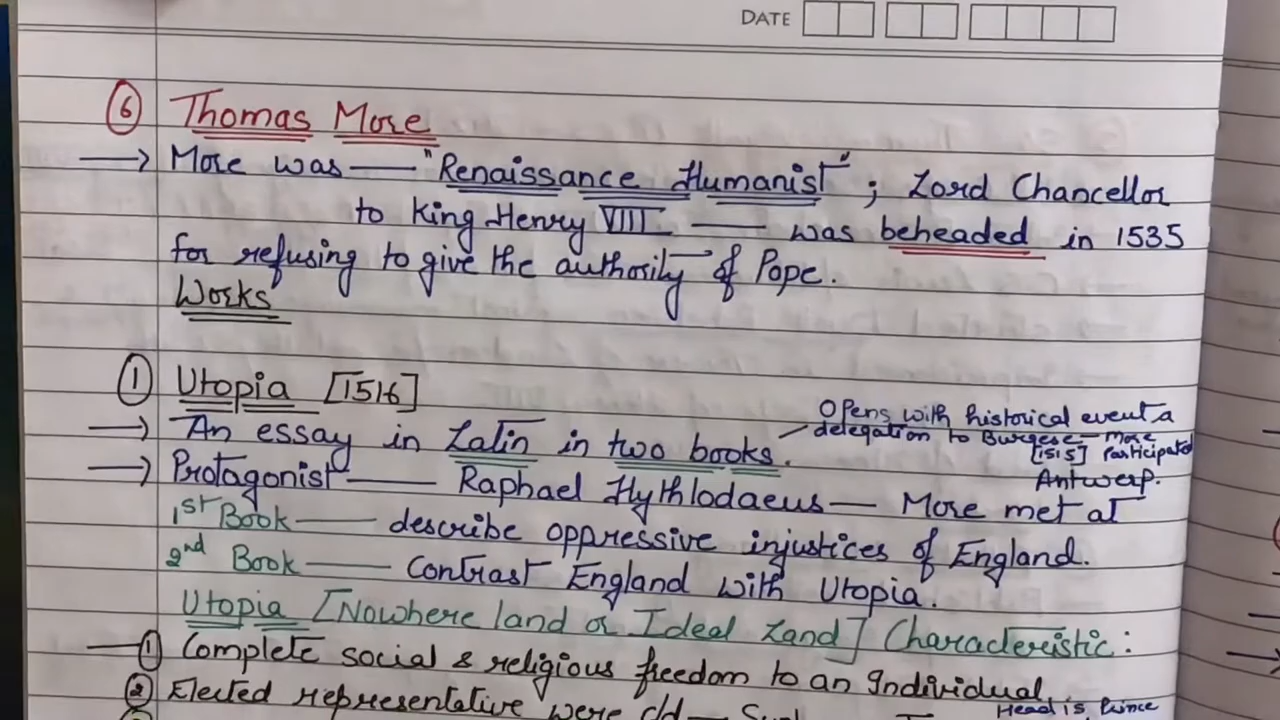 DATE
⑥ Thomas More
→ More was — "Renaissance Humanist" ; Lord Chancellor
to King Henry VIII — was beheaded in 1535
for refusing to give the authority of Pope.
Works
① Utopia [1516]
Opens with historical event a
→ An essay in Latin in two books.
delegation to Burgese — More
[1515] Participated
→ Protagonist — Raphael Hythlodaeus — More met at
Antwerp.
1st Book — describe oppressive injustices of England.
2nd Book — Contrast England with Utopia.
Utopia [Nowhere land or Ideal Land] Characteristic :
① Complete social & religious freedom to an Individual.
② Elected representative were
Head is Prince